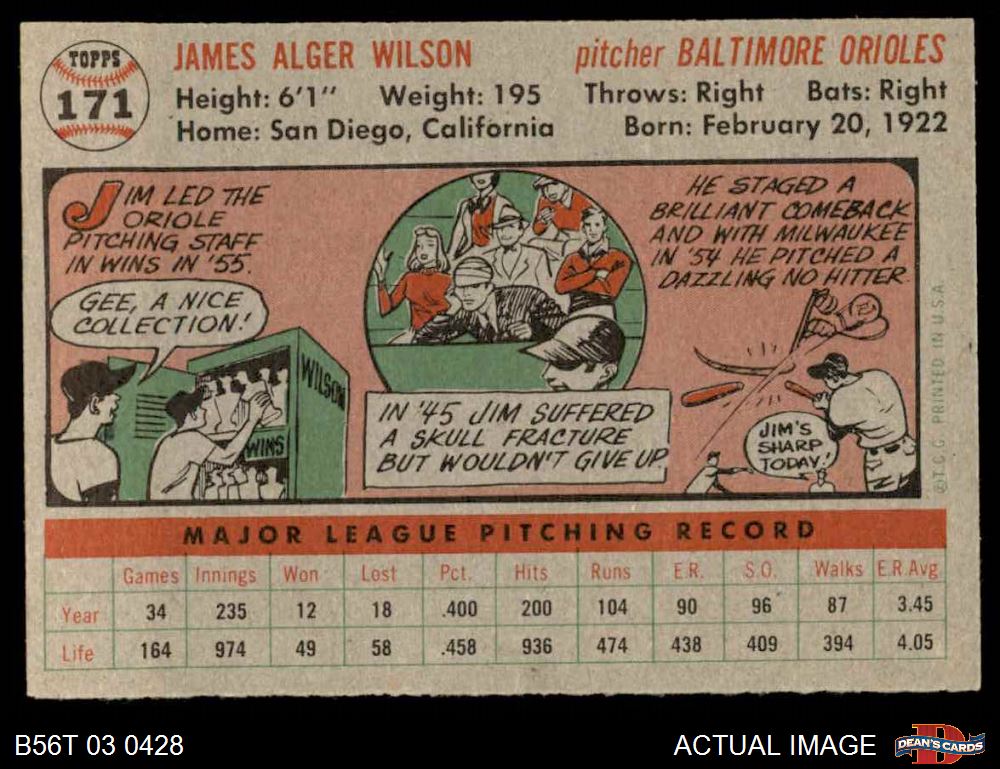 TOPPS
171
JAMES ALGER WILSON
pitcher BALTIMORE ORIOLES
Height: 6'1" Weight: 195 Throws: Right Bats: Right
Home: San Diego, California Born: February 20, 1922
JIM LED THE
ORIOLE
PITCHING STAFF
IN WINS IN '55.
GEE, A NICE
COLLECTION!
WILSON
WINS
IN '45 JIM SUFFERED
A SKULL FRACTURE
BUT WOULDN'T GIVE UP
HE STAGED A
BRILLIANT COMEBACK
AND WITH MILWAUKEE
IN '54 HE PITCHED A
DAZZLING NO HITTER
JIM'S
SHARP
TODAY!
©T.C.G. PRINTED IN U.S.A.
MAJOR LEAGUE PITCHING RECORD
Games Innings Won Lost Pct. Hits Runs E.R. S.O. Walks E.R.Avg
Year 34 235 12 18 .400 200 104 90 96 87 3.45
Life 164 974 49 58 .458 936 474 438 409 394 4.05
B56T 03 0428
ACTUAL IMAGE
D
DEAN'S CARDS